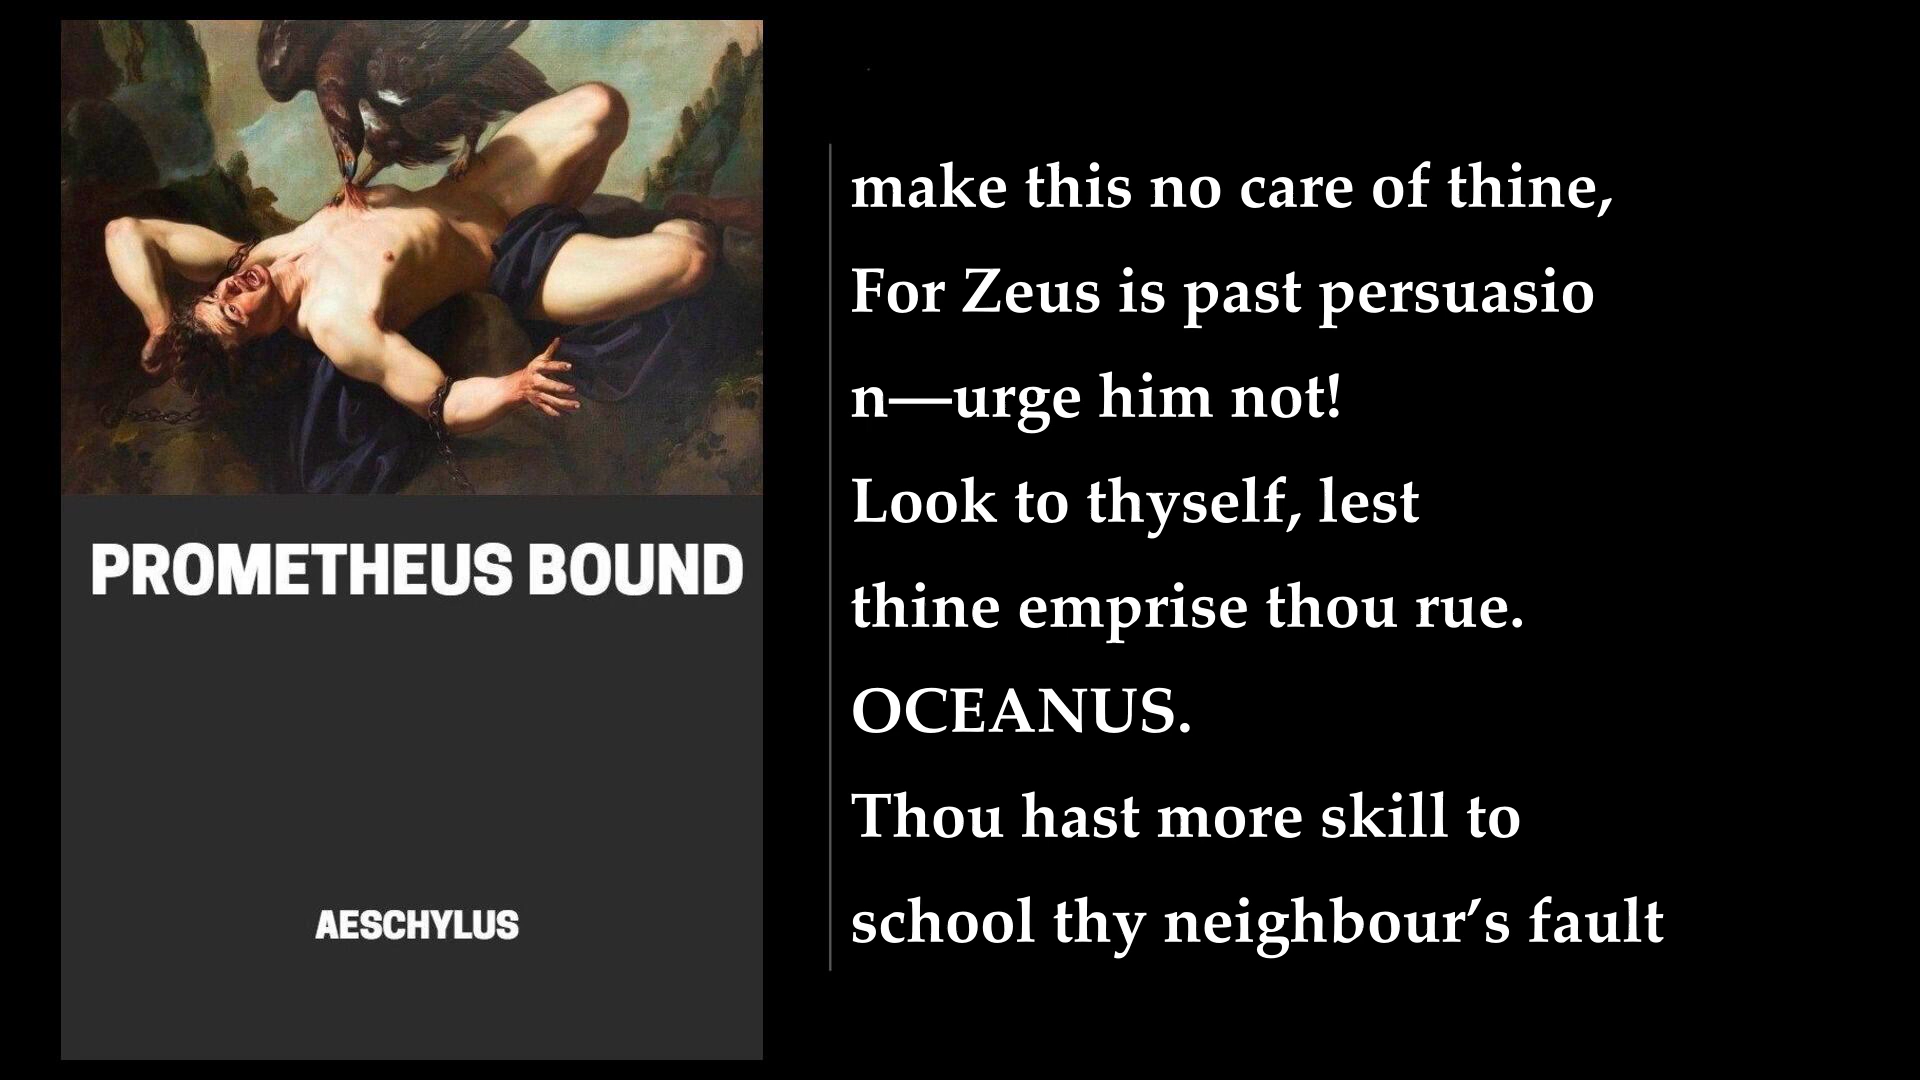 PROMETHEUS BOUND
AESCHYLUS
make this no care of thine,
For Zeus is past persuasio
n—urge him not!
Look to thyself, lest
thine emprise thou rue.
OCEANUS.
Thou hast more skill to
school thy neighbour’s fault